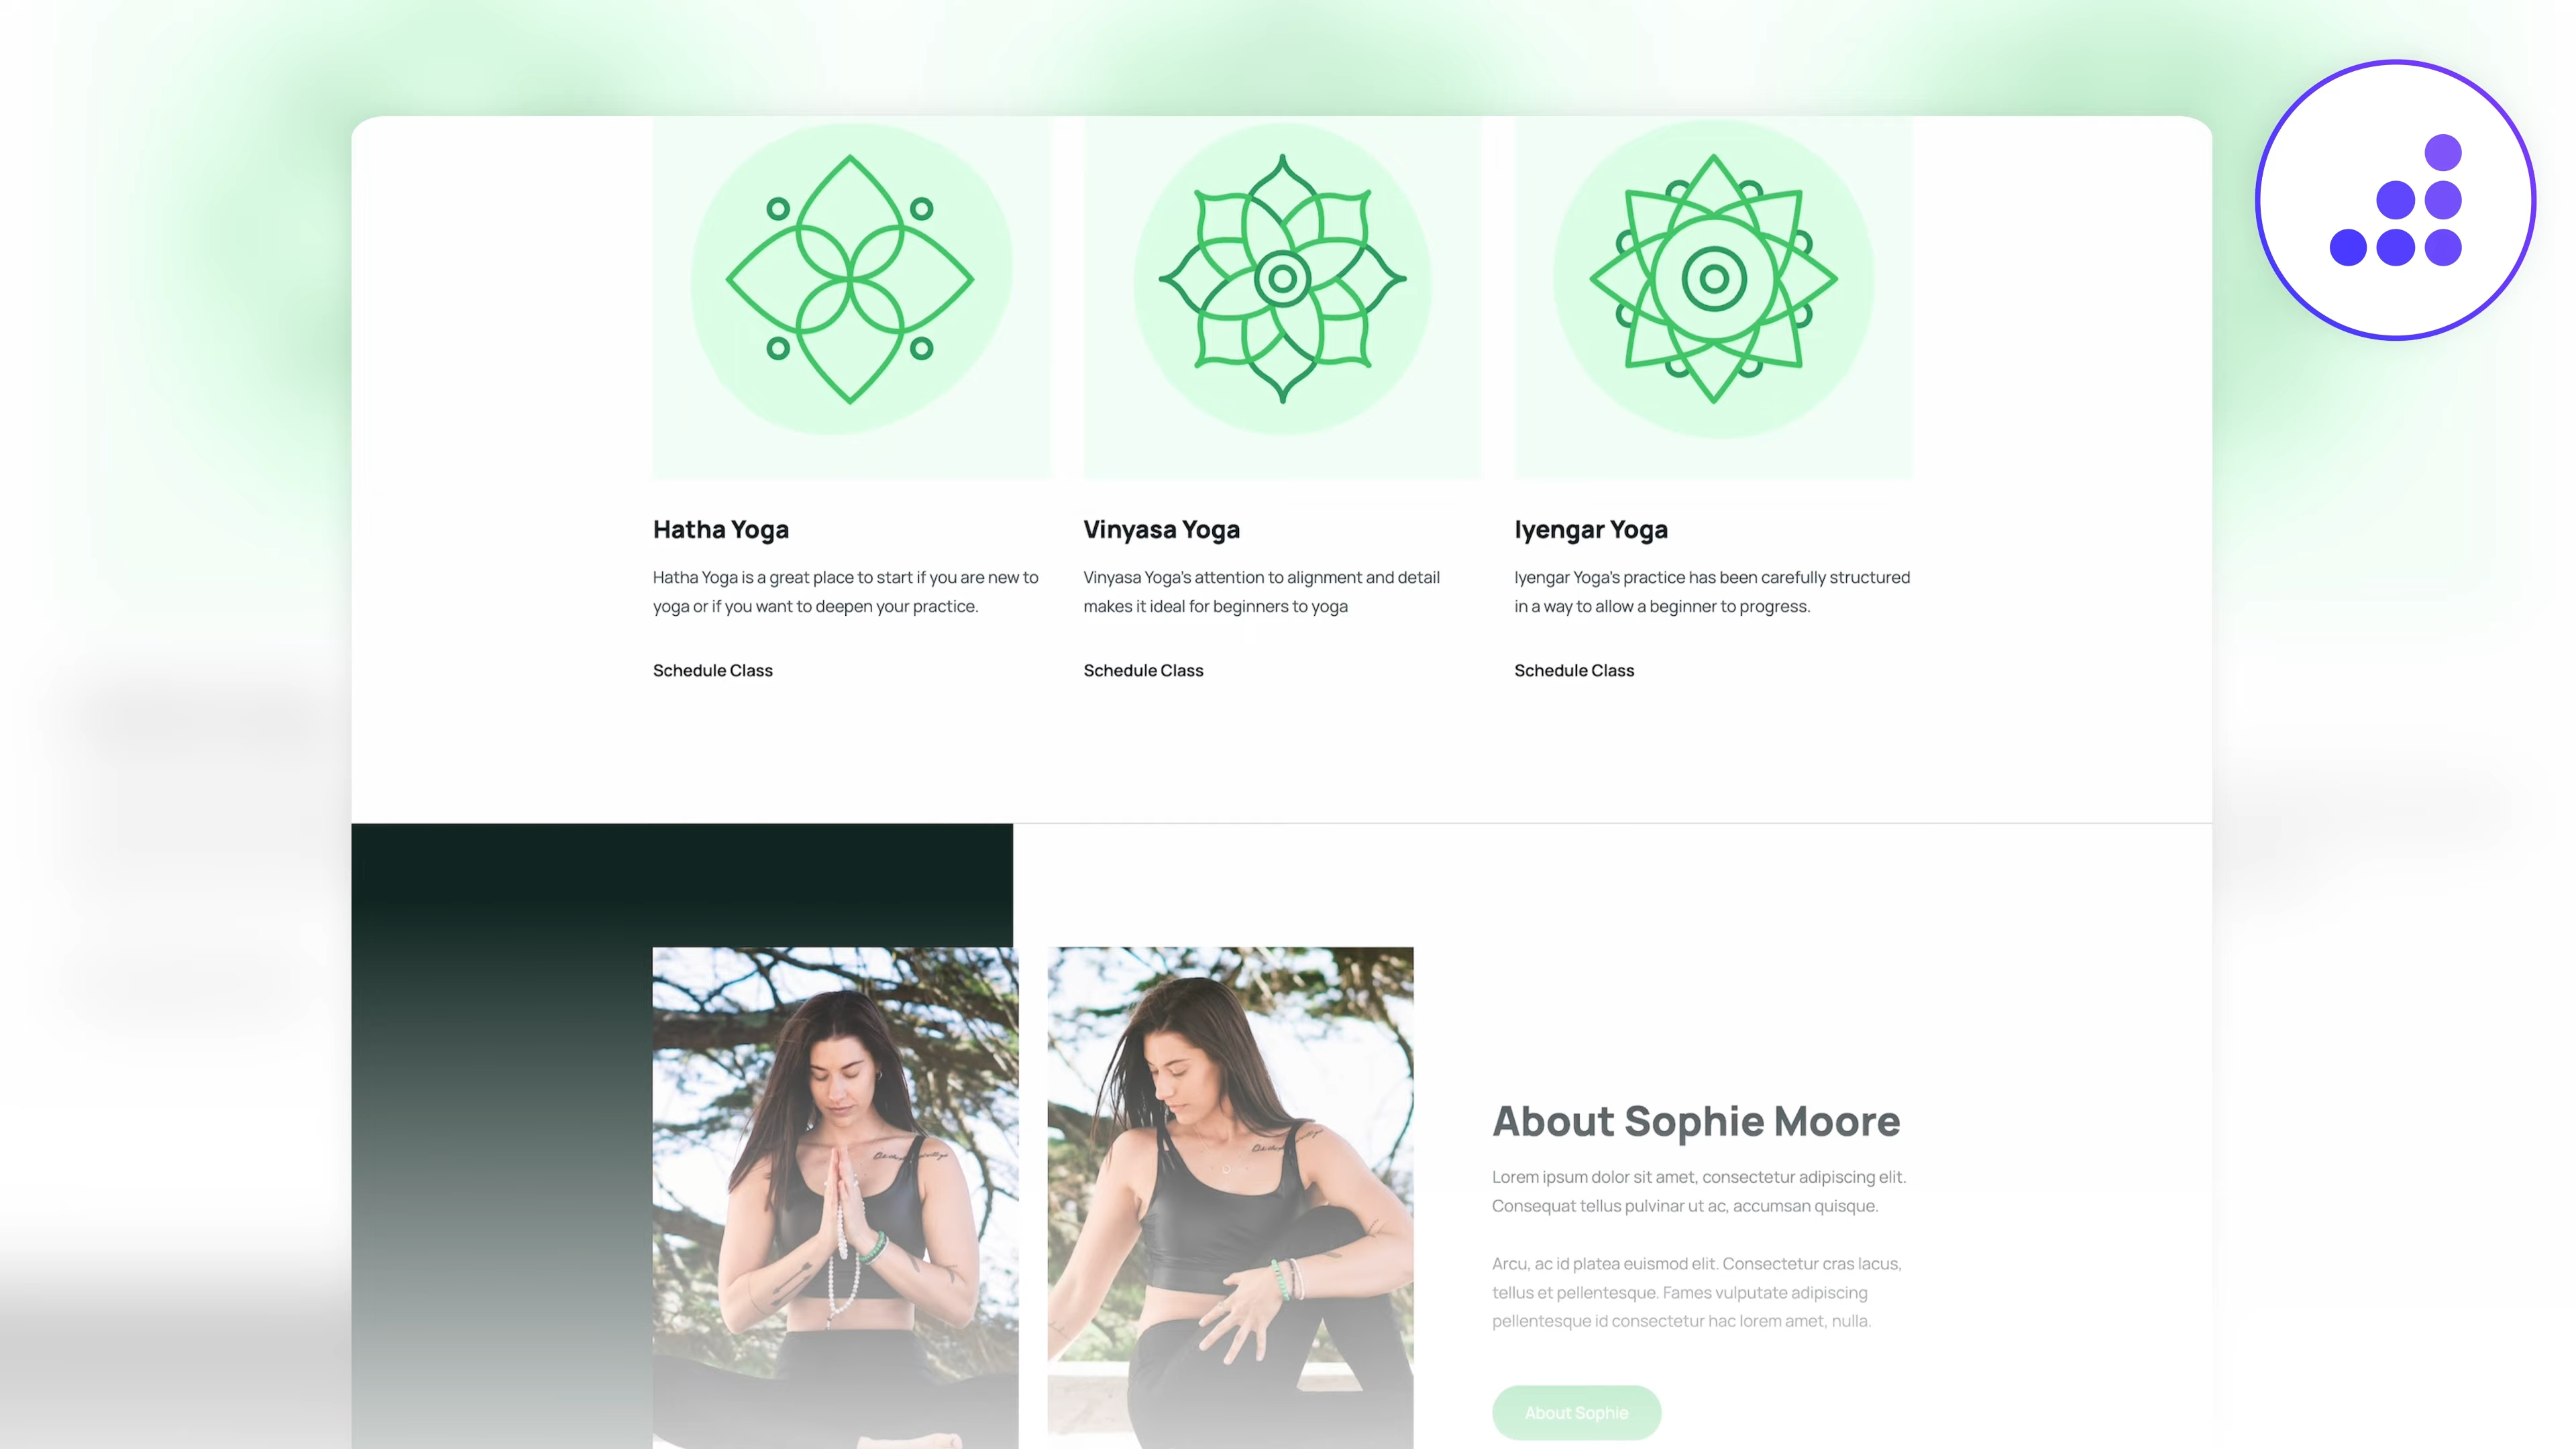 Hatha Yoga
Hatha Yoga is a great place to start if you are new to
yoga or if you want to deepen your practice.
Schedule Class
Vinyasa Yoga
Vinyasa Yoga's attention to alignment and detail
makes it ideal for beginners to yoga
Schedule Class
Iyengar Yoga
Iyengar Yoga's practice has been carefully structured
in a way to allow a beginner to progress.
Schedule Class
About Sophie Moore
Lorem ipsum dolor sit amet, consectetur adipiscing elit.
Consequat tellus pulvinar ut ac, accumsan quisque.
Arcu, ac id platea euismod elit. Consectetur cras lacus,
tellus et pellentesque. Fames vulputate adipiscing
pellentesque id consectetur hac lorem amet, nulla.
About Sophie